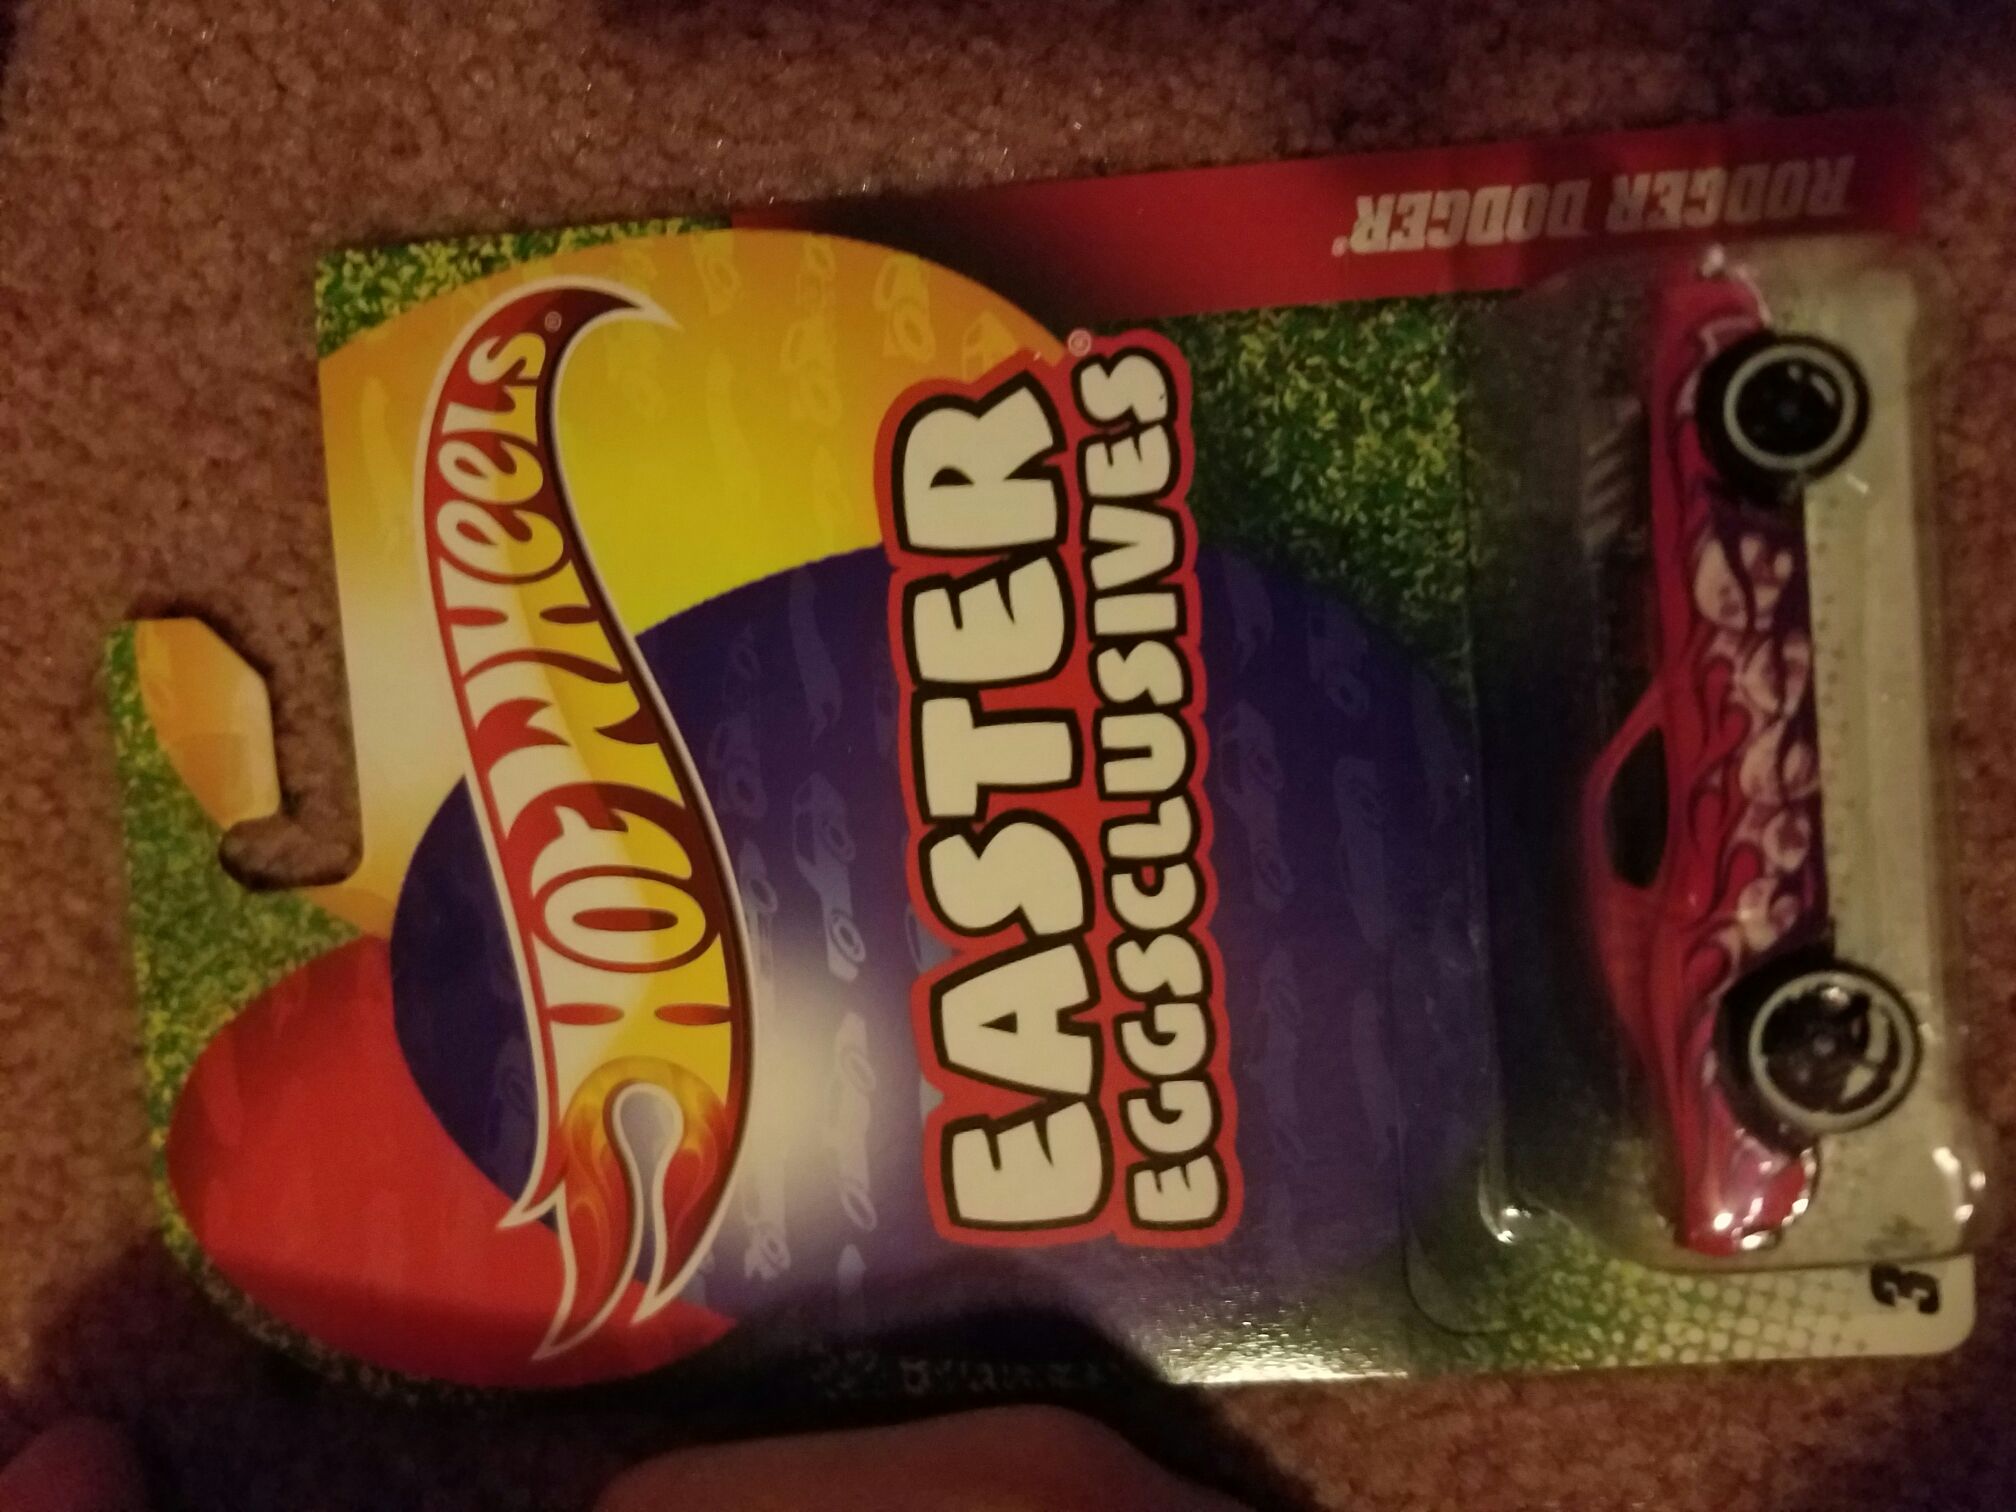 HOT WHEELS®
EASTER
EGGSCLUSIVES®
RODGER DODGER®
3